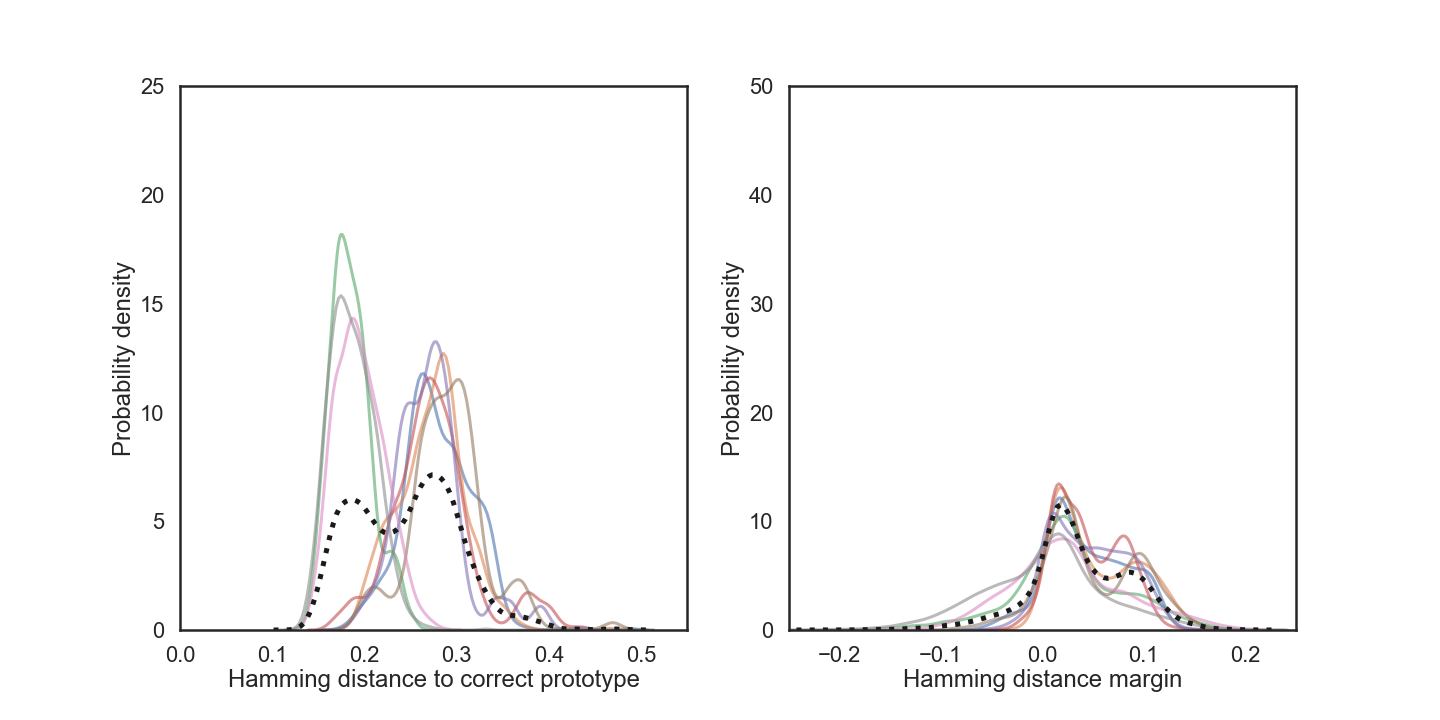 25
20
15
10
5
0
Probability density
0.0 0.1 0.2 0.3 0.4 0.5
Hamming distance to correct prototype
50
40
30
20
10
0
Probability density
−0.2 −0.1 0.0 0.1 0.2
Hamming distance margin